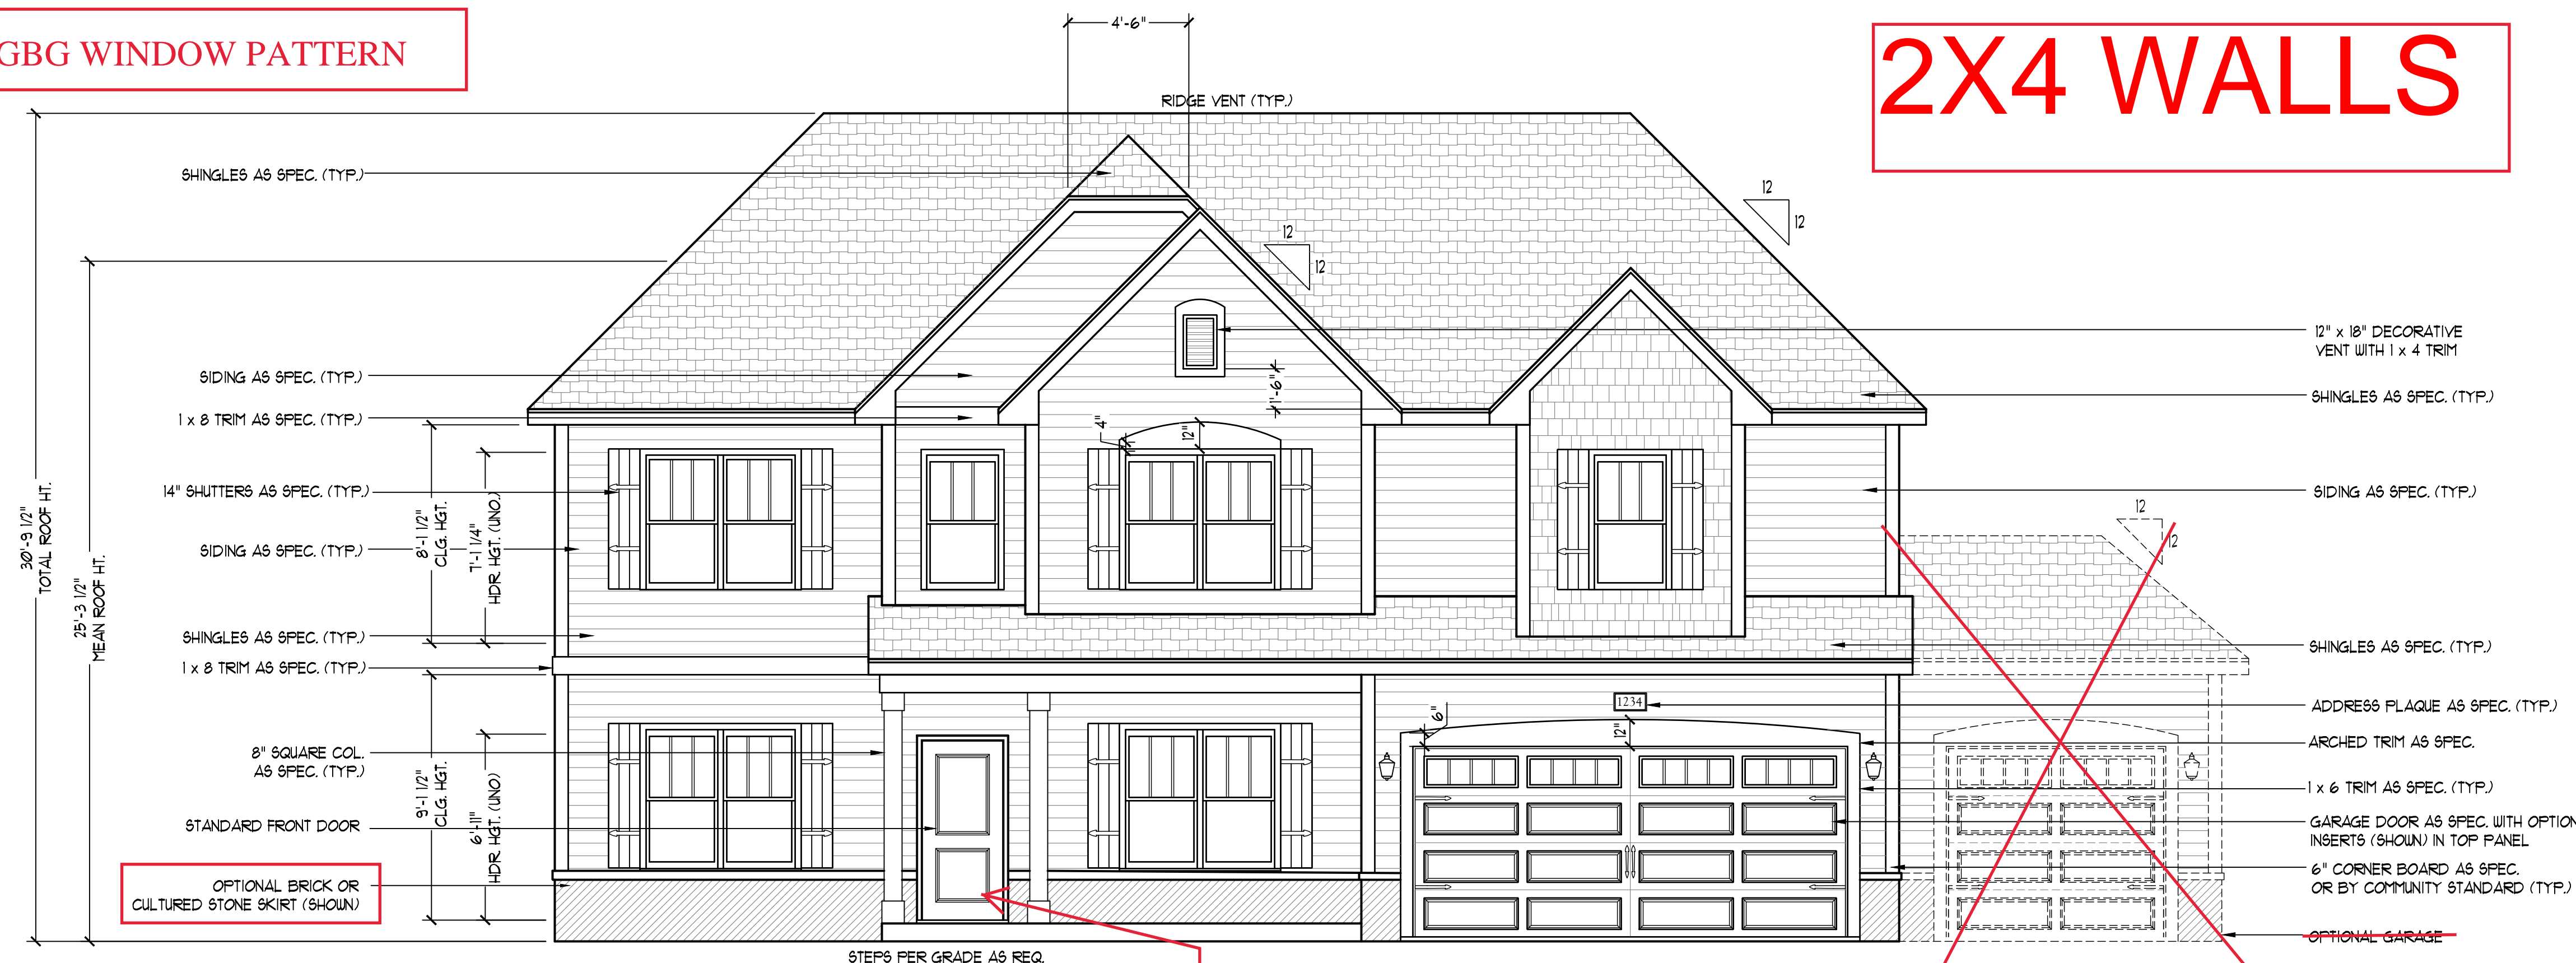 GBG WINDOW PATTERN
2X4 WALLS
4'-6"
RIDGE VENT (TYP.)
SHINGLES AS SPEC. (TYP.)
12
12
12
12
12" x 18" DECORATIVE
VENT WITH 1 x 4 TRIM
SIDING AS SPEC. (TYP.)
1'-6"
SHINGLES AS SPEC. (TYP.)
1 x 8 TRIM AS SPEC. (TYP.)
4"
12"
14" SHUTTERS AS SPEC. (TYP.)
SIDING AS SPEC. (TYP.)
30'-9 1/2"
TOTAL ROOF HT.
25'-3 1/2"
MEAN ROOF HT.
8'-1 1/2"
CLG. HGT.
7'-1 1/4"
HDR. HGT. (UNO.)
12
12
SIDING AS SPEC. (TYP.)
SHINGLES AS SPEC. (TYP.)
SHINGLES AS SPEC. (TYP.)
1 x 8 TRIM AS SPEC. (TYP.)
1234
ADDRESS PLAQUE AS SPEC. (TYP.)
6"
12"
ARCHED TRIM AS SPEC.
8" SQUARE COL.
AS SPEC. (TYP.)
9'-1 1/2"
CLG. HGT.
6'-11"
HDR. HGT. (UNO)
1 x 6 TRIM AS SPEC. (TYP.)
STANDARD FRONT DOOR
GARAGE DOOR AS SPEC. WITH OPTION
INSERTS (SHOWN) IN TOP PANEL
6" CORNER BOARD AS SPEC.
OR BY COMMUNITY STANDARD (TYP.)
OPTIONAL BRICK OR
CULTURED STONE SKIRT (SHOWN)
OPTIONAL GARAGE
STEPS PER GRADE AS REQ.